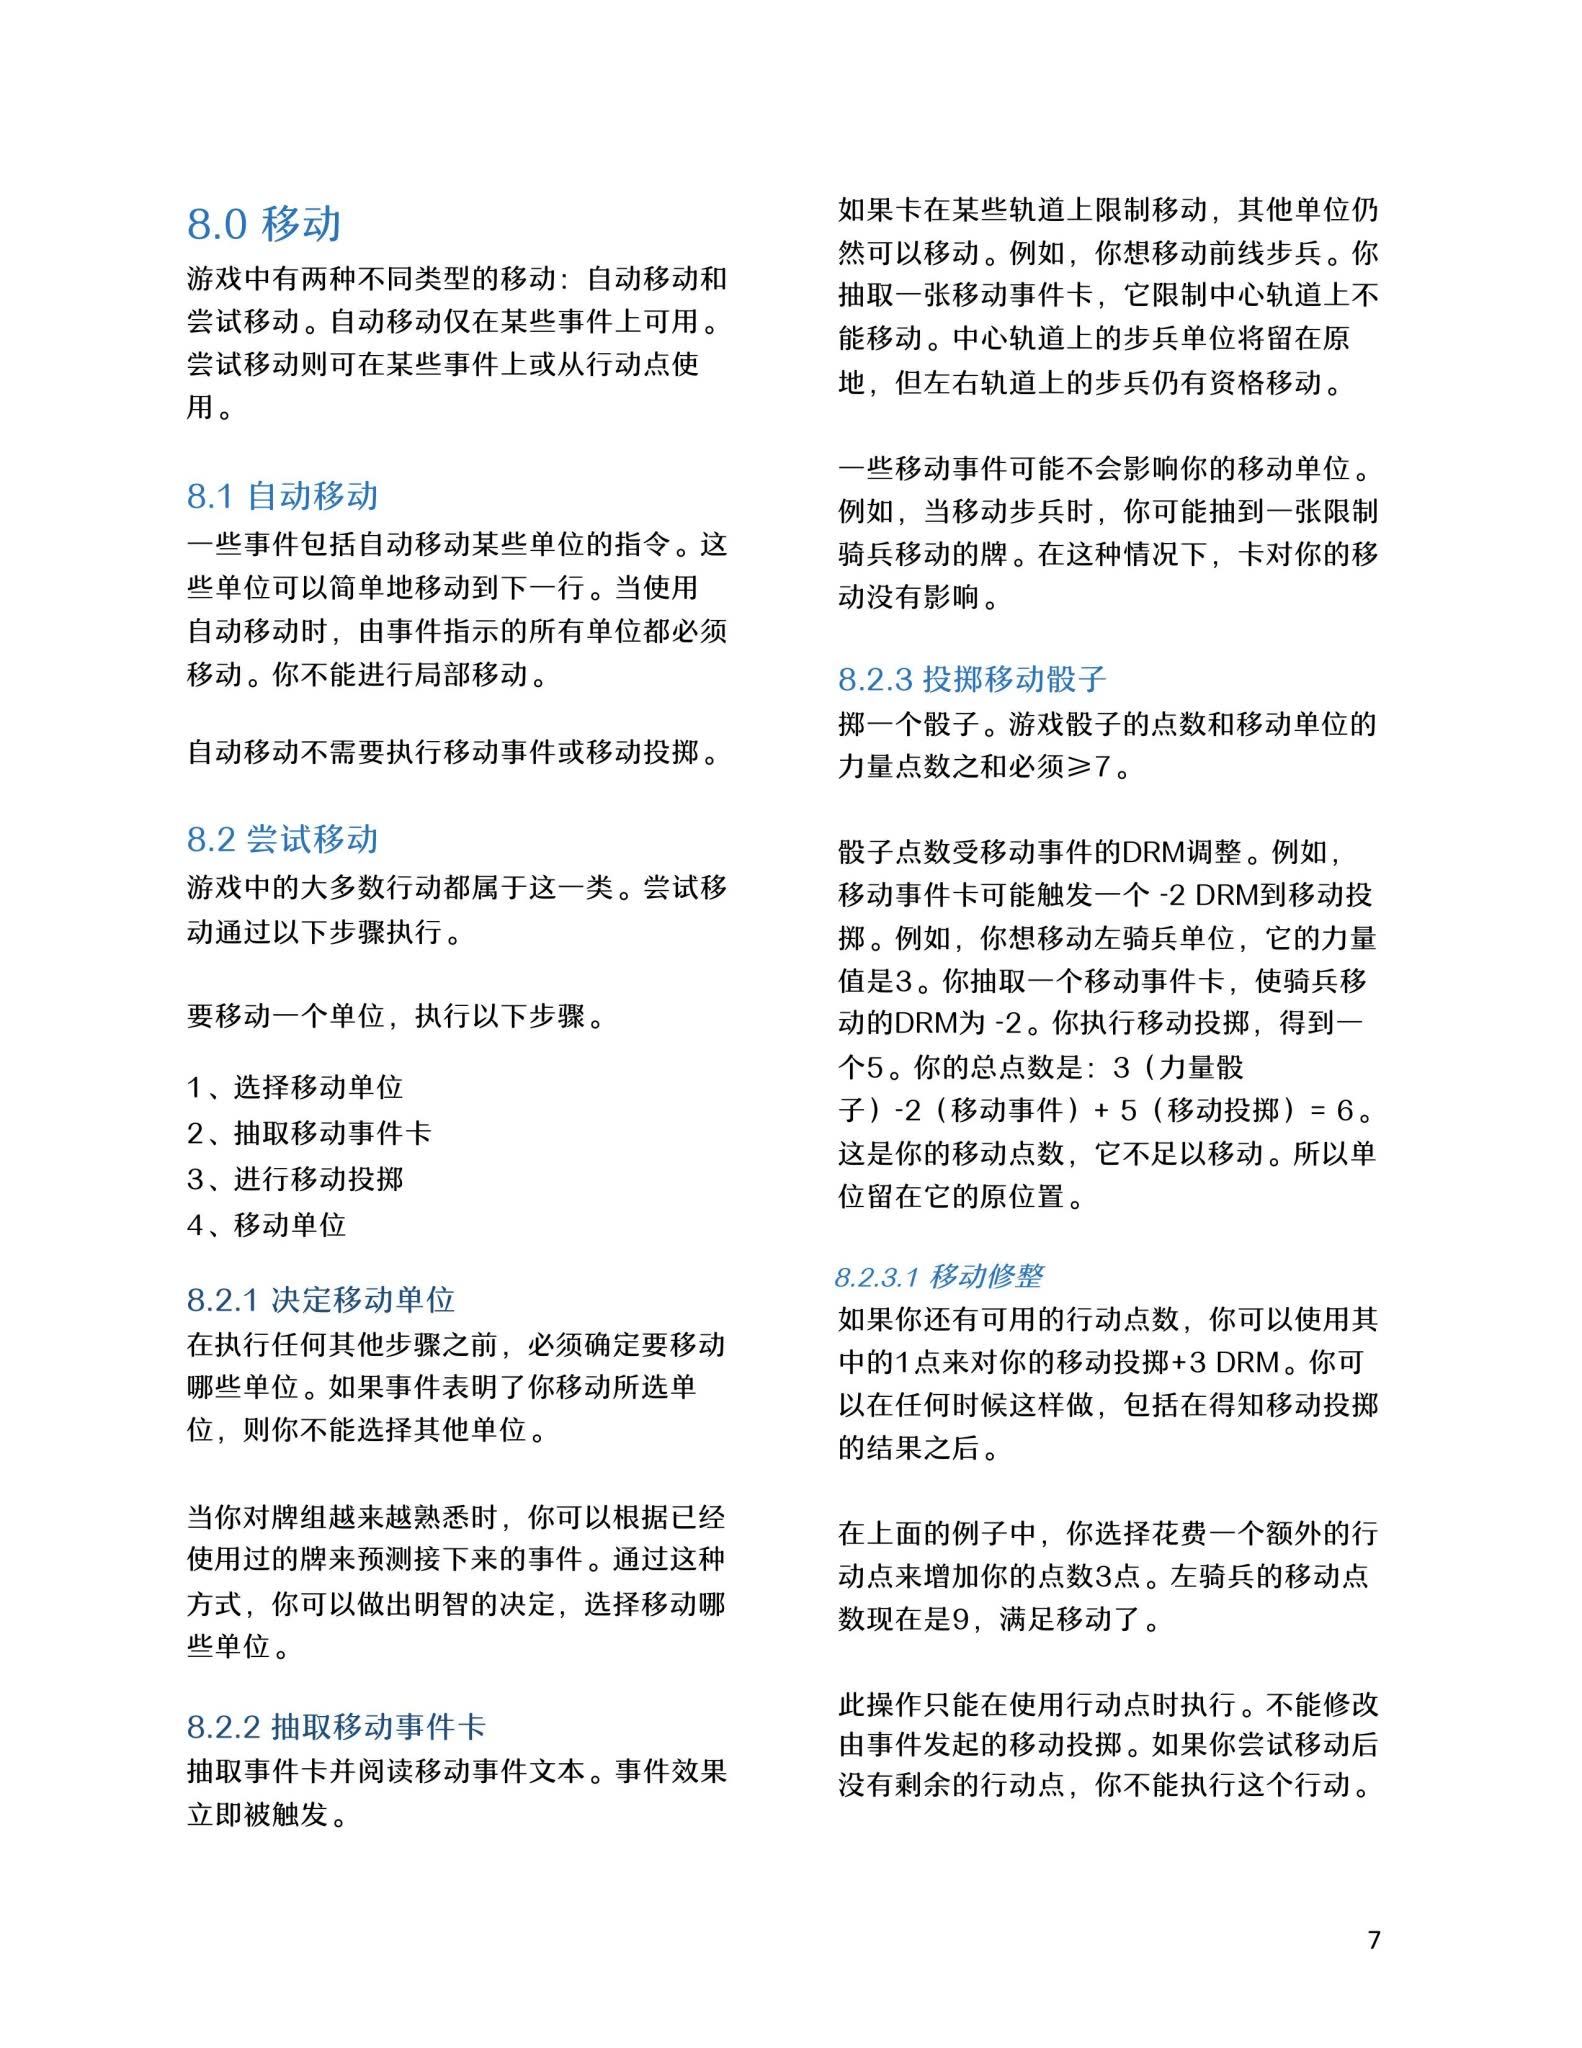 8.0 移动
游戏中有两种不同类型的移动：自动移动和
尝试移动。自动移动仅在某些事件上可用。
尝试移动则可在某些事件上或从行动点使
用。
8.1 自动移动
一些事件包括自动移动某些单位的指令。这
些单位可以简单地移动到下一行。当使用
自动移动时，由事件指示的所有单位都必须
移动。你不能进行局部移动。
自动移动不需要执行移动事件或移动投掷。
8.2 尝试移动
游戏中的大多数行动都属于这一类。尝试移
动通过以下步骤执行。
要移动一个单位，执行以下步骤。
1、选择移动单位
2、抽取移动事件卡
3、进行移动投掷
4、移动单位
8.2.1 决定移动单位
在执行任何其他步骤之前，必须确定要移动
哪些单位。如果事件表明了你移动所选单
位，则你不能选择其他单位。
当你对牌组越来越熟悉时，你可以根据已经
使用过的牌来预测接下来的事件。通过这种
方式，你可以做出明智的决定，选择移动哪
些单位。
8.2.2 抽取移动事件卡
抽取事件卡并阅读移动事件文本。事件效果
立即被触发。
如果卡在某些轨道上限制移动，其他单位仍
然可以移动。例如，你想移动前线步兵。你
抽取一张移动事件卡，它限制中心轨道上不
能移动。中心轨道上的步兵单位将留在原
地，但左右轨道上的步兵仍有资格移动。
一些移动事件可能不会影响你的移动单位。
例如，当移动步兵时，你可能抽到一张限制
骑兵移动的牌。在这种情况下，卡对你的移
动没有影响。
8.2.3 投掷移动骰子
掷一个骰子。游戏骰子的点数和移动单位的
力量点数之和必须≥7。
骰子点数受移动事件的DRM调整。例如，
移动事件卡可能触发一个 -2 DRM到移动投
掷。例如，你想移动左骑兵单位，它的力量
值是3。你抽取一个移动事件卡，使骑兵移
动的DRM为 -2。你执行移动投掷，得到一
个5。你的总点数是：3（力量骰
子）-2（移动事件）+ 5（移动投掷）= 6。
这是你的移动点数，它不足以移动。所以单
位留在它的原位置。
8.2.3.1 移动修整
如果你还有可用的行动点数，你可以使用其
中的1点来对你的移动投掷+3 DRM。你可
以在任何时候这样做，包括在得知移动投掷
的结果之后。
在上面的例子中，你选择花费一个额外的行
动点来增加你的点数3点。左骑兵的移动点
数现在是9，满足移动了。
此操作只能在使用行动点时执行。不能修改
由事件发起的移动投掷。如果你尝试移动后
没有剩余的行动点，你不能执行这个行动。
7